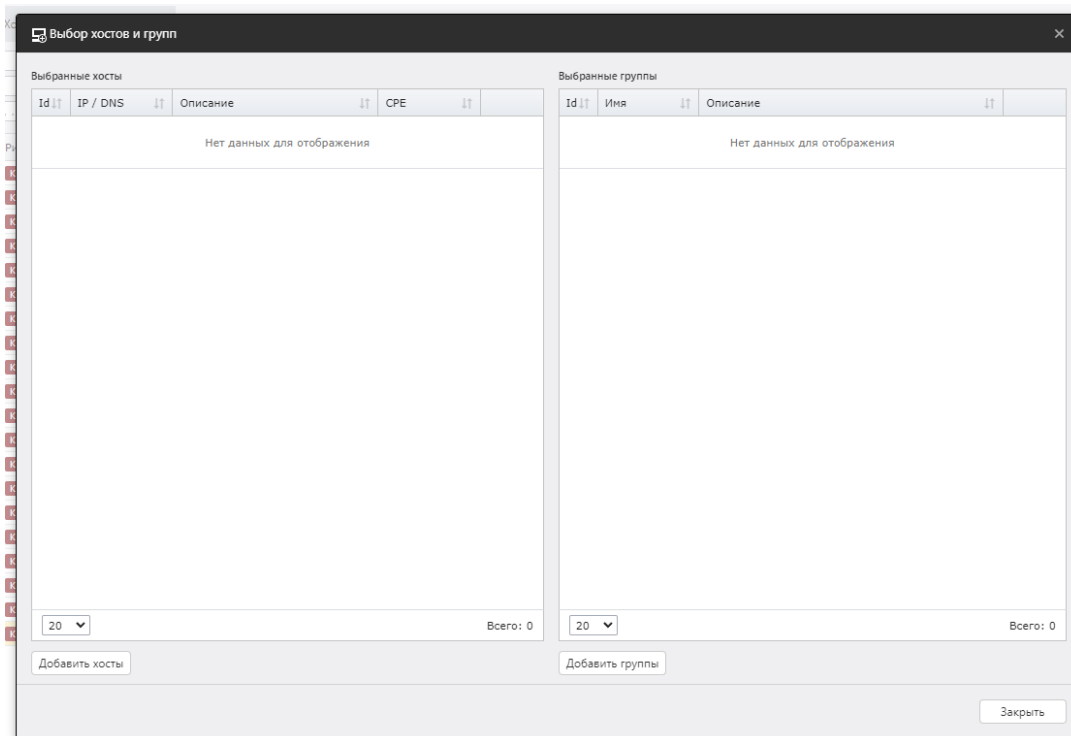 Выбор хостов и групп
Выбранные хосты
Id IP / DNS Описание CPE
Нет данных для отображения
20 Всего: 0
Добавить хосты
Выбранные группы
Id Имя Описание
Нет данных для отображения
20 Всего: 0
Добавить группы
Закрыть